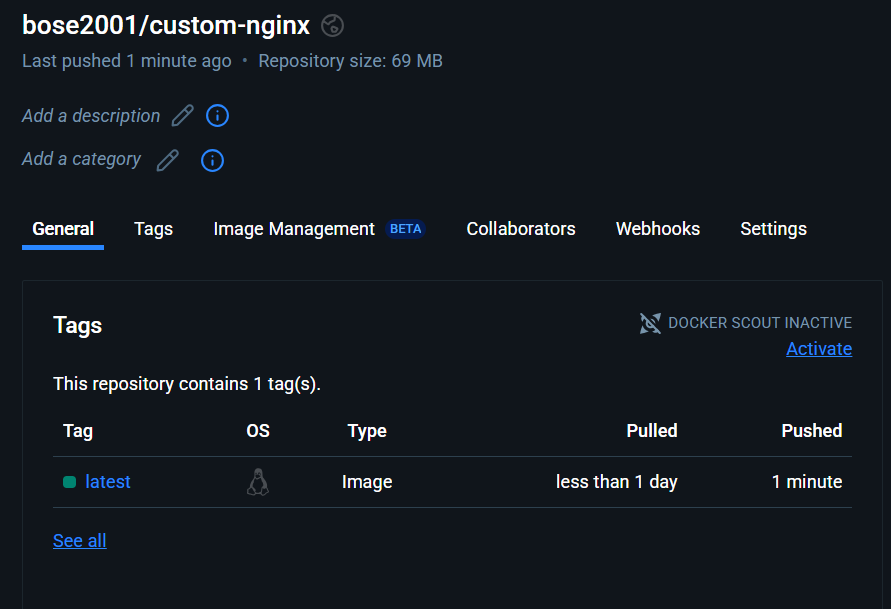 bose2001/custom-nginx
Last pushed 1 minute ago • Repository size: 69 MB
Add a description
Add a category
General Tags Image Management BETA Collaborators Webhooks Settings
Tags
DOCKER SCOUT INACTIVE
Activate
This repository contains 1 tag(s).
Tag OS Type Pulled Pushed
latest Image less than 1 day 1 minute
See all